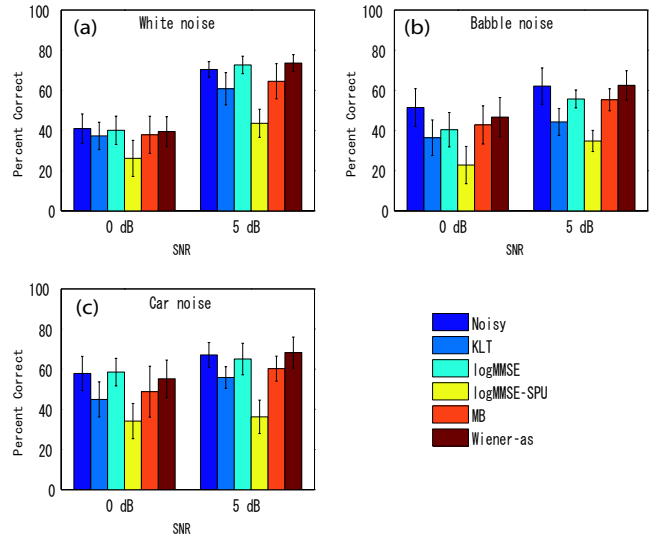 (a) White noise
100
80
60
40
20
0
Percent Correct
0 dB 5 dB
SNR
(b) Babble noise
100
80
60
40
20
0
Percent Correct
0 dB 5 dB
SNR
(c) Car noise
100
80
60
40
20
0
Percent Correct
0 dB 5 dB
SNR
Noisy
KLT
logMMSE
logMMSE-SPU
MB
Wiener-as